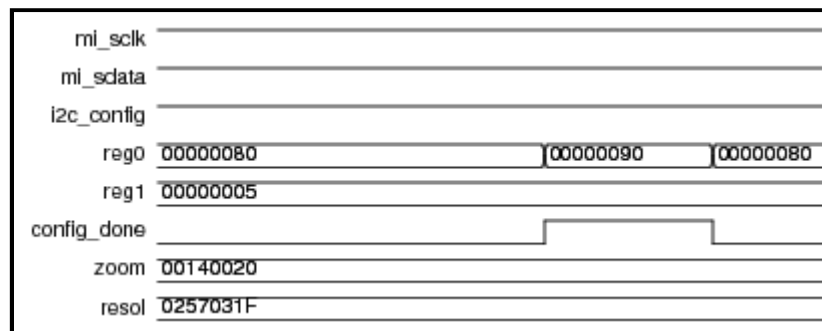 mi_sclk
mi_sdata
i2c_config
reg0 00000080 00000090 00000080
reg1 00000005
config_done
zoom 00140020
resol 0257031F